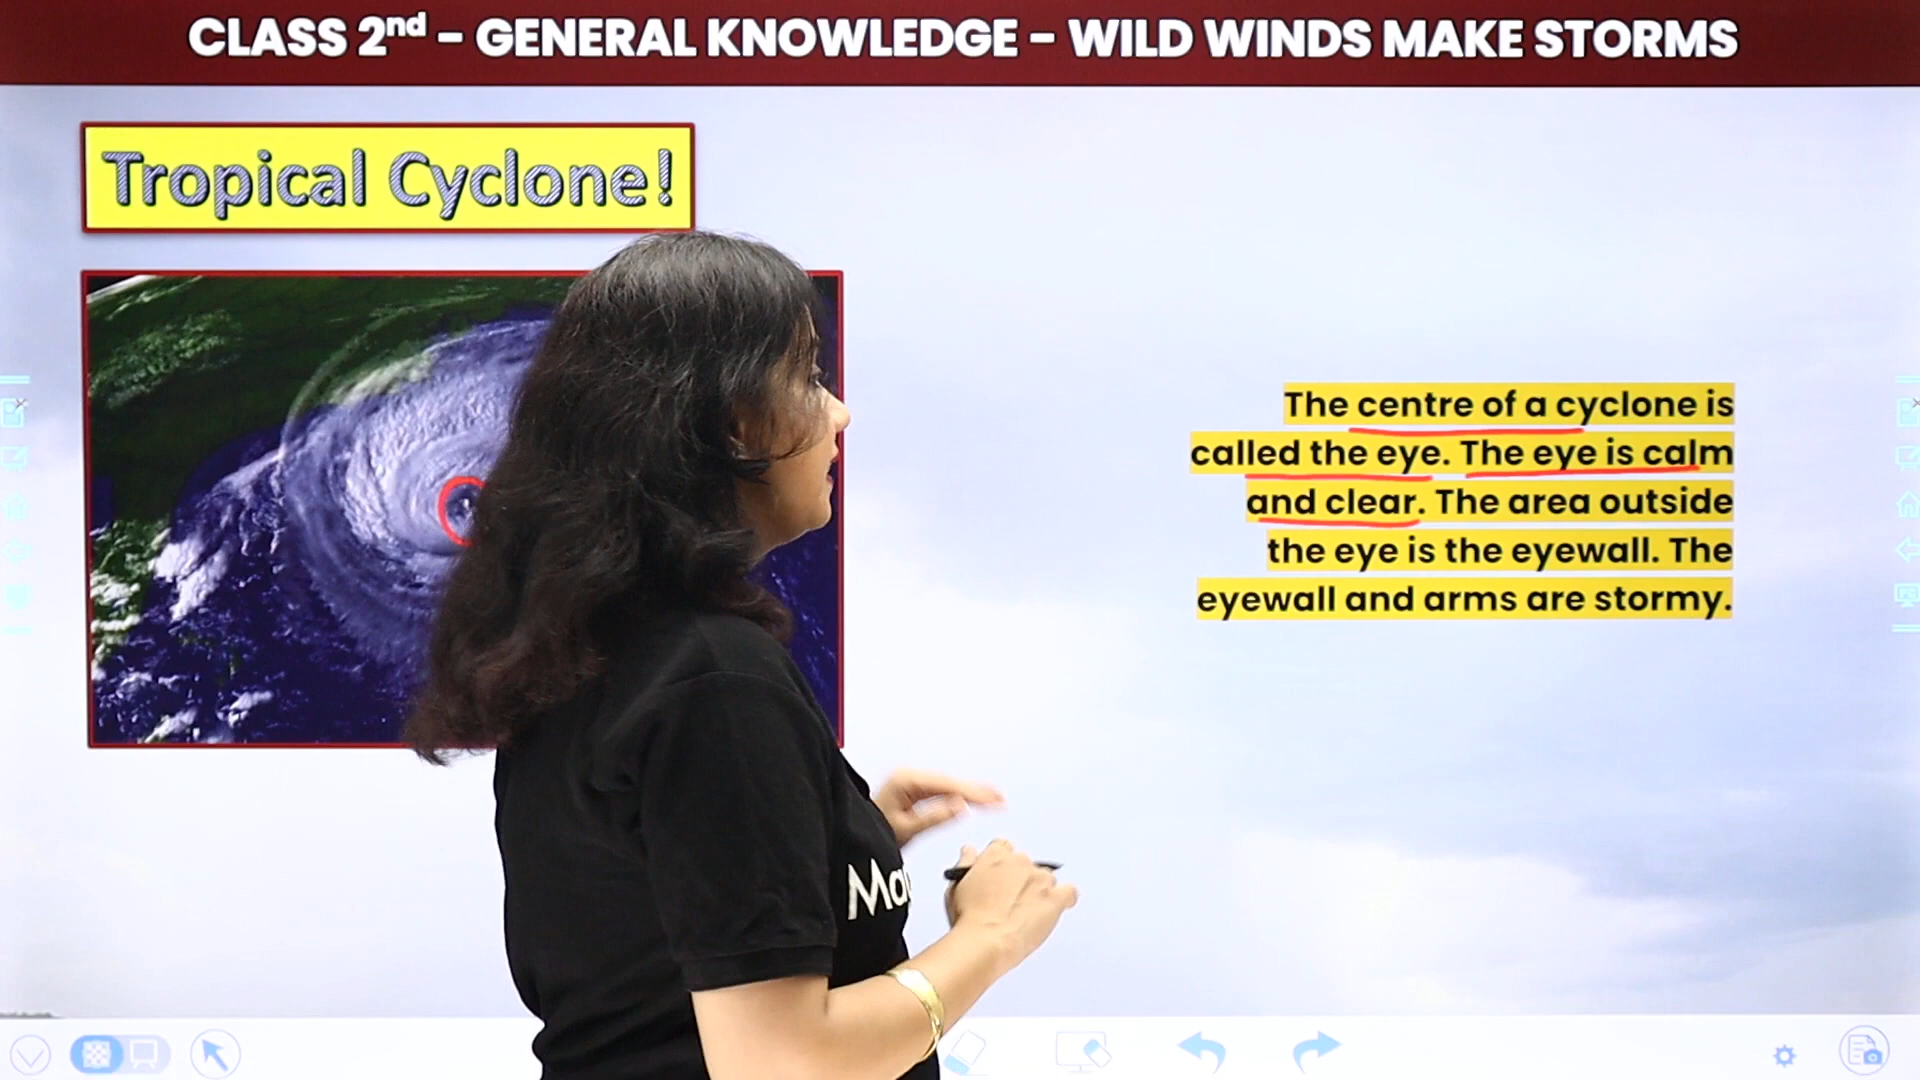 CLASS 2nd – GENERAL KNOWLEDGE – WILD WINDS MAKE STORMS
Tropical Cyclone!
The centre of a cyclone is
called the eye. The eye is calm
and clear. The area outside
the eye is the eyewall. The
eyewall and arms are stormy.